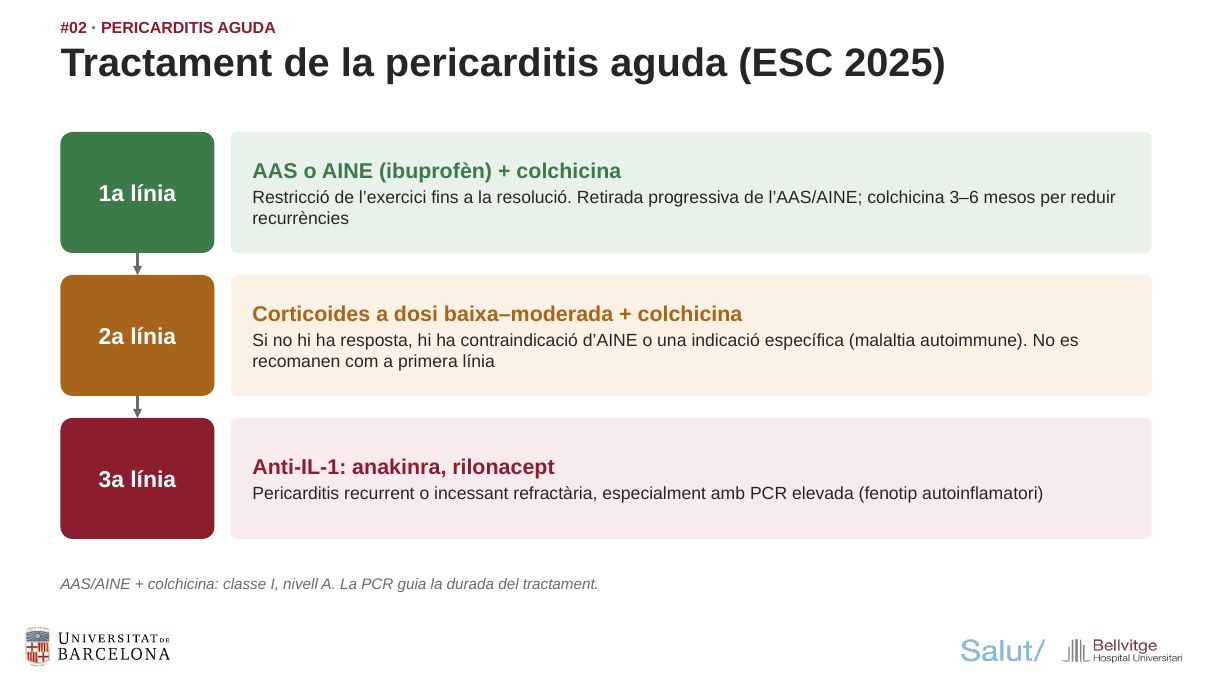 #02 · PERICARDITIS AGUDA
Tractament de la pericarditis aguda (ESC 2025)
1a línia
AAS o AINE (ibuprofèn) + colchicina
Restricció de l’exercici fins a la resolució. Retirada progressiva de l’AAS/AINE; colchicina 3–6 mesos per reduir
recurrències
2a línia
Corticoides a dosi baixa–moderada + colchicina
Si no hi ha resposta, hi ha contraindicació d’AINE o una indicació específica (malaltia autoimmune). No es
recomanen com a primera línia
3a línia
Anti-IL-1: anakinra, rilonacept
Pericarditis recurrent o incessant refractària, especialment amb PCR elevada (fenotip autoinflamatori)
AAS/AINE + colchicina: classe I, nivell A. La PCR guia la durada del tractament.
UNIVERSITAT DE
BARCELONA
Salut/
Bellvitge
Hospital Universitari